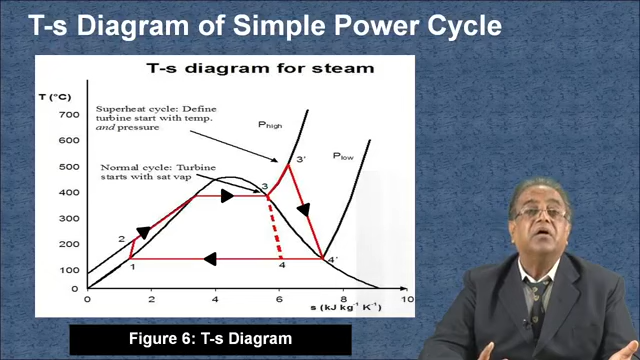 T-s Diagram of Simple Power Cycle
T-s diagram for steam
T (°C)
Superheat cycle: Define
turbine start with temp.
and pressure
Phigh
Plow
Normal cycle: Turbine
starts with sat vap
700
600
500
400
300
200
100
0
3'
3
2
1
4
4'
0
2
4
6
8
10
s (kJ kg-1 K-1)
Figure 6: T-s Diagram